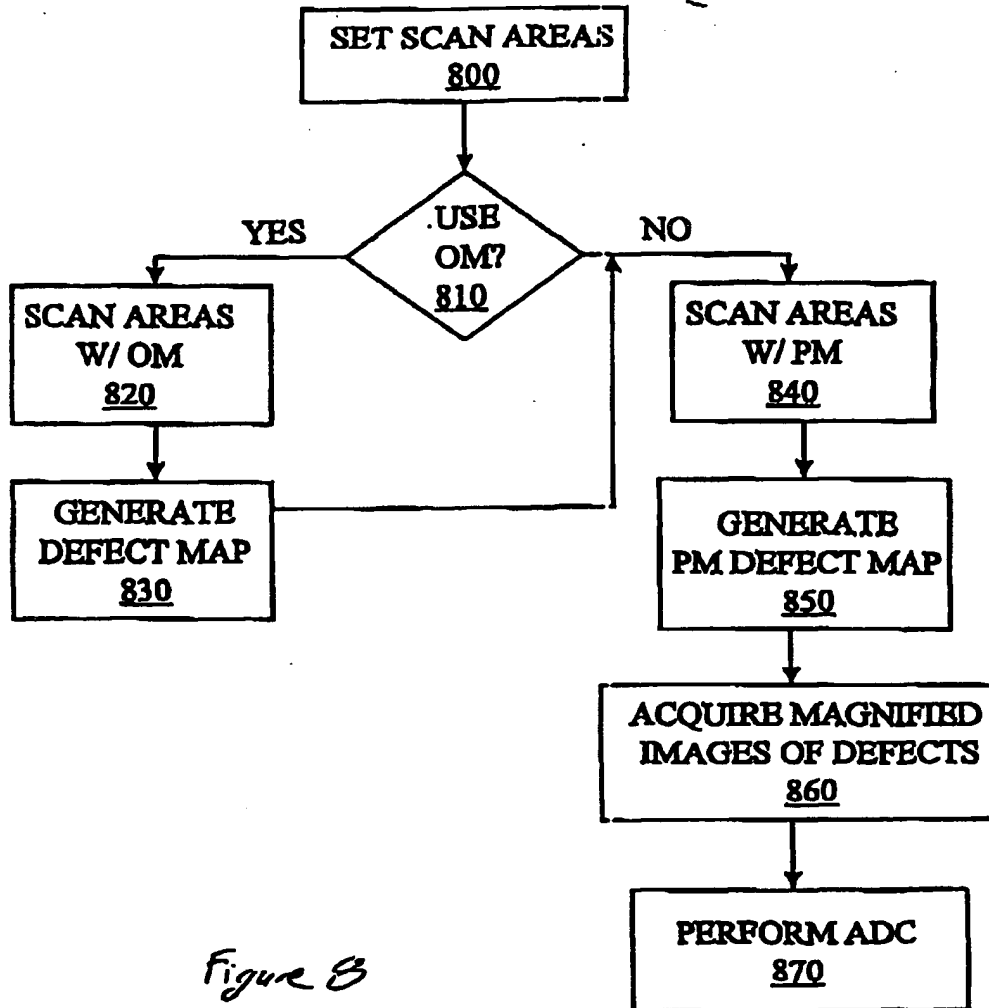 SET SCAN AREAS
800
USE
OM?
810
YES
NO
SCAN AREAS
W/ OM
820
GENERATE
DEFECT MAP
830
SCAN AREAS
W/ PM
840
GENERATE
PM DEFECT MAP
850
ACQUIRE MAGNIFIED
IMAGES OF DEFECTS
860
PERFORM ADC
870
Figure 8